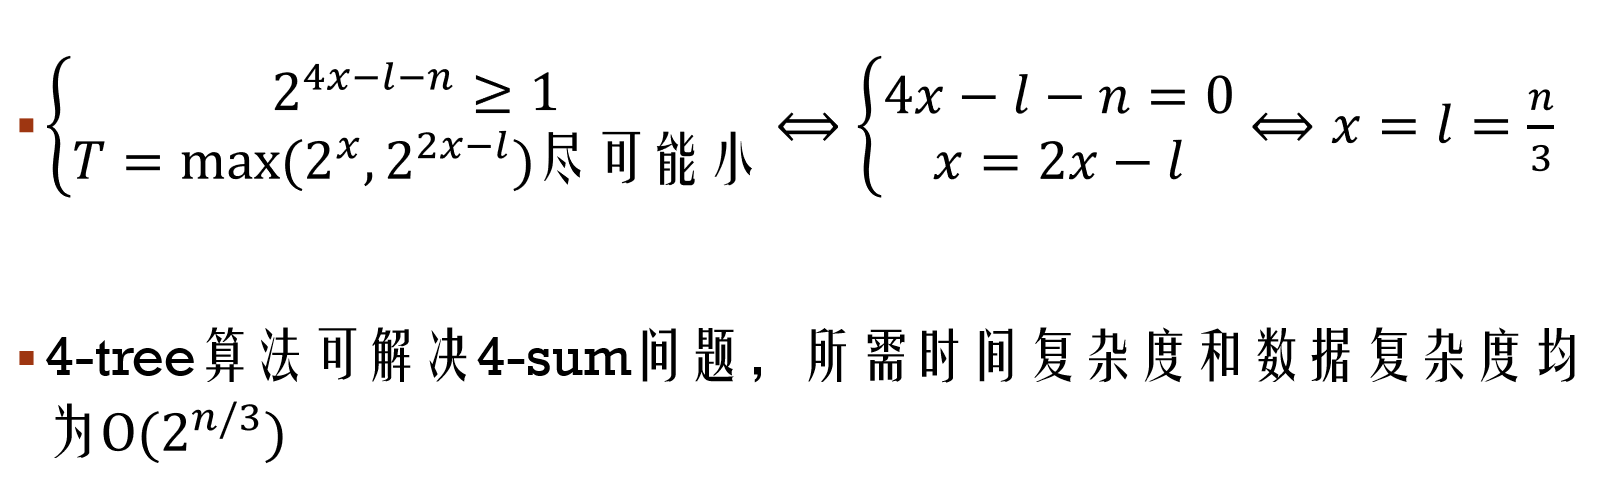 ▪ { 2^{4x−l−n} ≥ 1 ; T = max(2^x, 2^{2x−l})尽可能小 ⟺ { 4x − l − n = 0 ; x = 2x − l ⟺ x = l = n/3
▪ 4-tree算法可解决4-sum问题，所需时间复杂度和数据复杂度均
为O(2^{n/3})